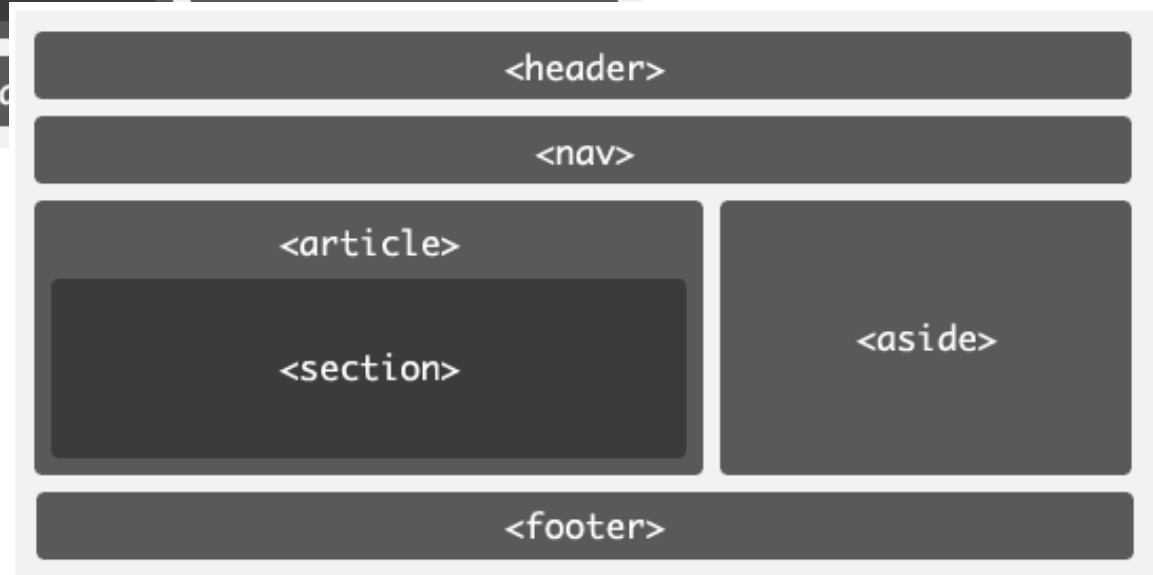 <header>
<nav>
<article>
<section>
<aside>
<footer>